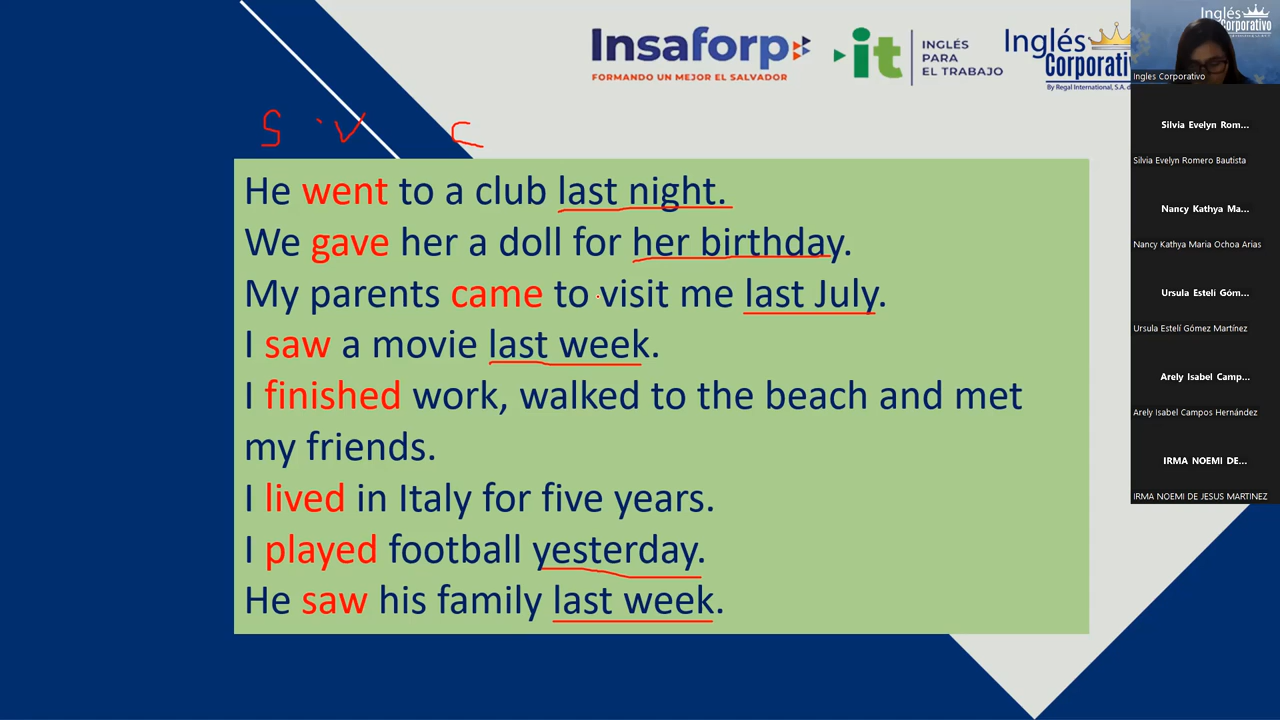 Insaforp
FORMANDO UN MEJOR EL SALVADOR
it
INGLÉS
PARA
EL TRABAJO
Inglés
Corporativ
By Regal International, S.A. d
S V C
He went to a club last night.
We gave her a doll for her birthday.
My parents came to visit me last July.
I saw a movie last week.
I finished work, walked to the beach and met
my friends.
I lived in Italy for five years.
I played football yesterday.
He saw his family last week.
Inglés
Corporativo
Ingles Corporativo
Silvia Evelyn Rom...
Silvia Evelyn Romero Bautista
Nancy Kathya Ma...
Nancy Kathya Maria Ochoa Arias
Ursula Estelí Góm...
Ursula Estelí Gómez Martínez
Arely Isabel Camp...
Arely Isabel Campos Hernández
IRMA NOEMI DE...
IRMA NOEMI DE JESUS MARTINEZ